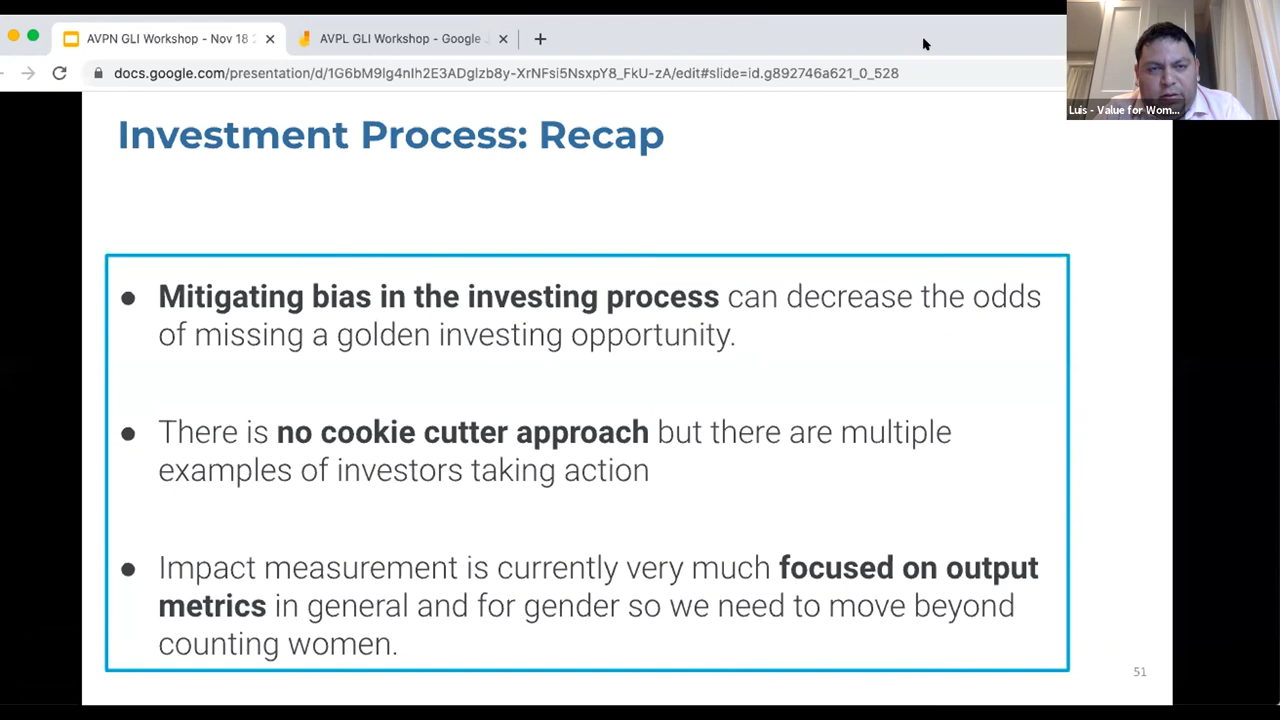 AVPN GLI Workshop - Nov 18
AVPL GLI Workshop - Google
docs.google.com/presentation/d/1G6bM9lg4nIh2E3ADglzb8y-XrNFsi5NsxpY8_FkU-zA/edit#slide=id.g892746a621_0_528
Luis - Value for Wom...
Investment Process: Recap
● Mitigating bias in the investing process can decrease the odds
of missing a golden investing opportunity.
● There is no cookie cutter approach but there are multiple
examples of investors taking action
● Impact measurement is currently very much focused on output
metrics in general and for gender so we need to move beyond
counting women.
51